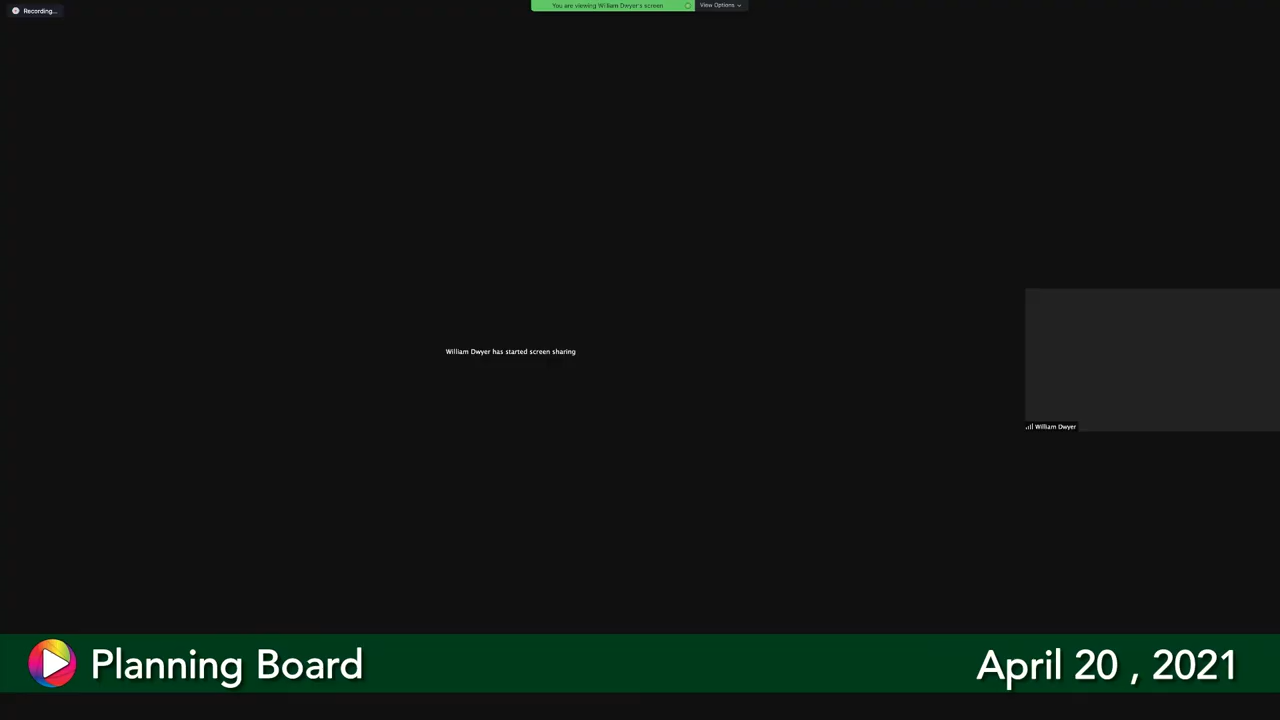 Recording...
You are viewing William Dwyer's screen
View Options
William Dwyer has started screen sharing
William Dwyer
Planning Board
April 20 , 2021